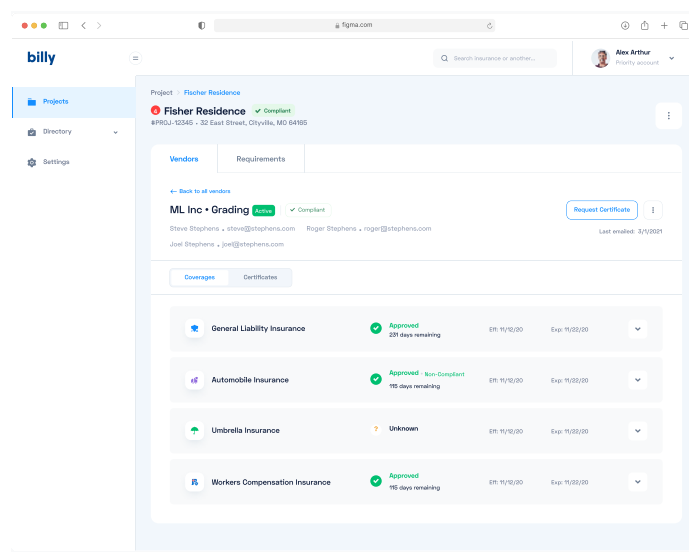 figma.com
billy
Search insurance or another...
Alex Arthur
Priority account
Projects
Directory
Settings
Project > Fischer Residence
Fisher Residence Compliant
#PROJ-12345 • 32 East Street, Cityville, MO 64165
Vendors Requirements
← Back to all vendors
ML Inc • Grading Active Compliant
Request Certificate
Steve Stephens • steve@stephens.com Roger Stephens • roger@stephens.com
Last emailed: 3/1/2021
Joel Stephens • joel@stephens.com
Coverages Certificates
General Liability Insurance Approved Eff: 11/12/20 Exp: 11/22/20
231 days remaining
Automobile Insurance Approved - Non-Compliant Eff: 11/12/20 Exp: 11/22/20
115 days remaining
Umbrella Insurance ? Unknown Eff: 11/12/20 Exp: 11/22/20
Workers Compensation Insurance Approved Eff: 11/12/20 Exp: 11/22/20
115 days remaining